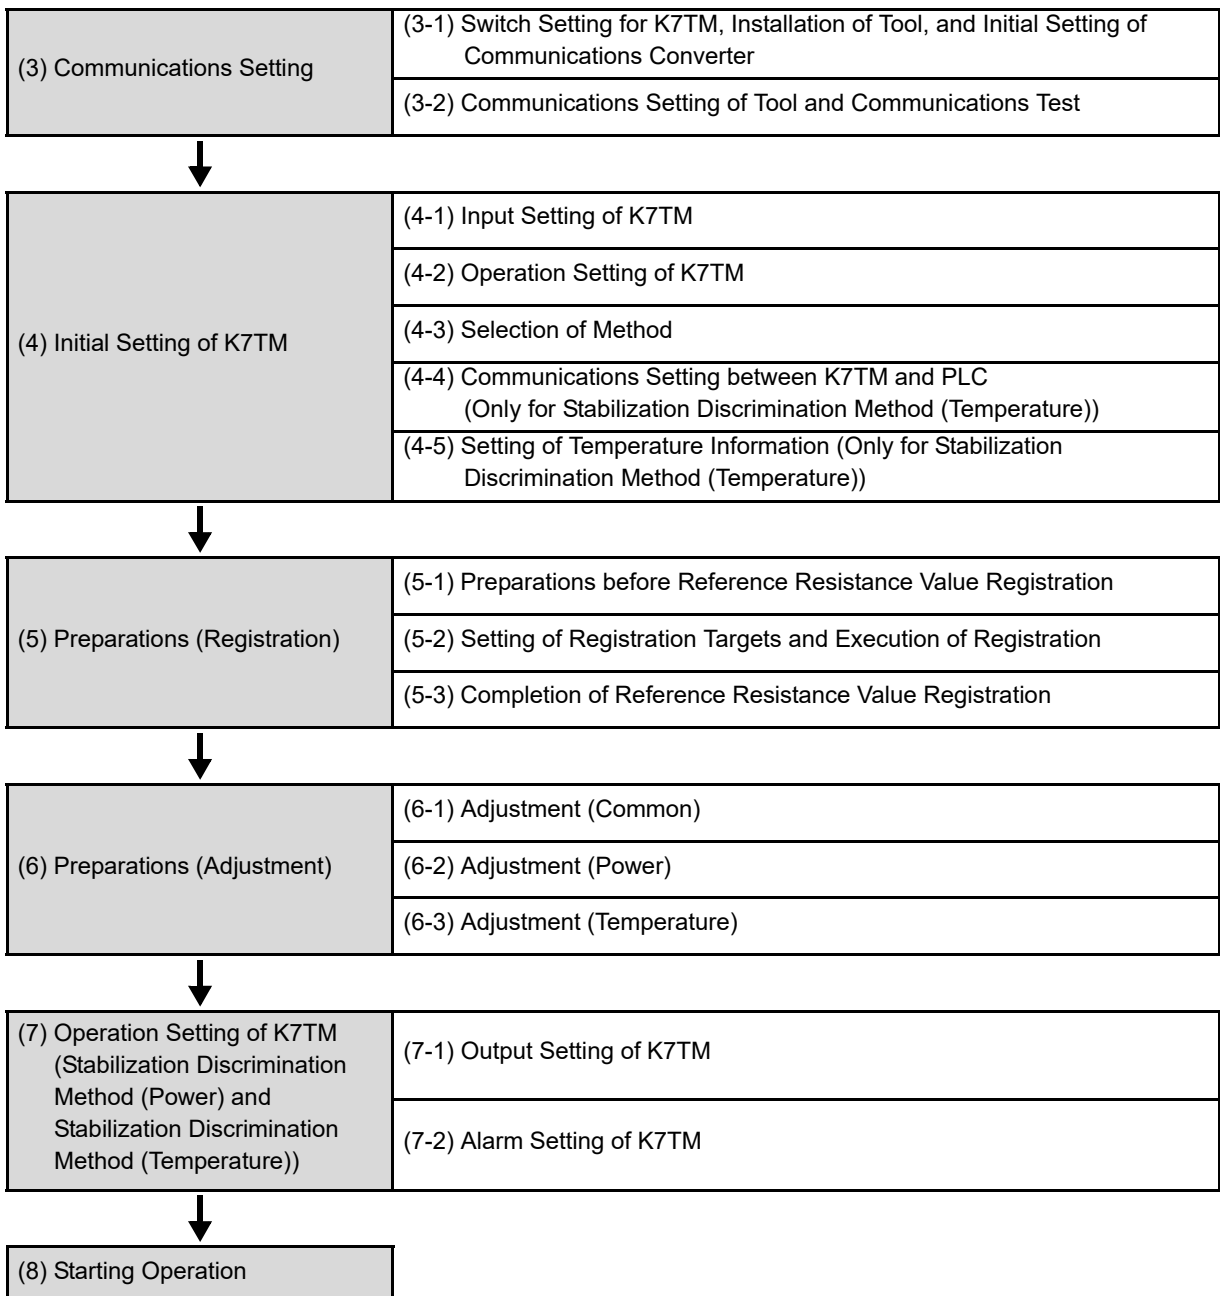 (3) Communications Setting
(3-1) Switch Setting for K7TM, Installation of Tool, and Initial Setting of
Communications Converter
(3-2) Communications Setting of Tool and Communications Test
(4) Initial Setting of K7TM
(4-1) Input Setting of K7TM
(4-2) Operation Setting of K7TM
(4-3) Selection of Method
(4-4) Communications Setting between K7TM and PLC
(Only for Stabilization Discrimination Method (Temperature))
(4-5) Setting of Temperature Information (Only for Stabilization
Discrimination Method (Temperature))
(5) Preparations (Registration)
(5-1) Preparations before Reference Resistance Value Registration
(5-2) Setting of Registration Targets and Execution of Registration
(5-3) Completion of Reference Resistance Value Registration
(6) Preparations (Adjustment)
(6-1) Adjustment (Common)
(6-2) Adjustment (Power)
(6-3) Adjustment (Temperature)
(7) Operation Setting of K7TM
(Stabilization Discrimination
Method (Power) and
Stabilization Discrimination
Method (Temperature))
(7-1) Output Setting of K7TM
(7-2) Alarm Setting of K7TM
(8) Starting Operation